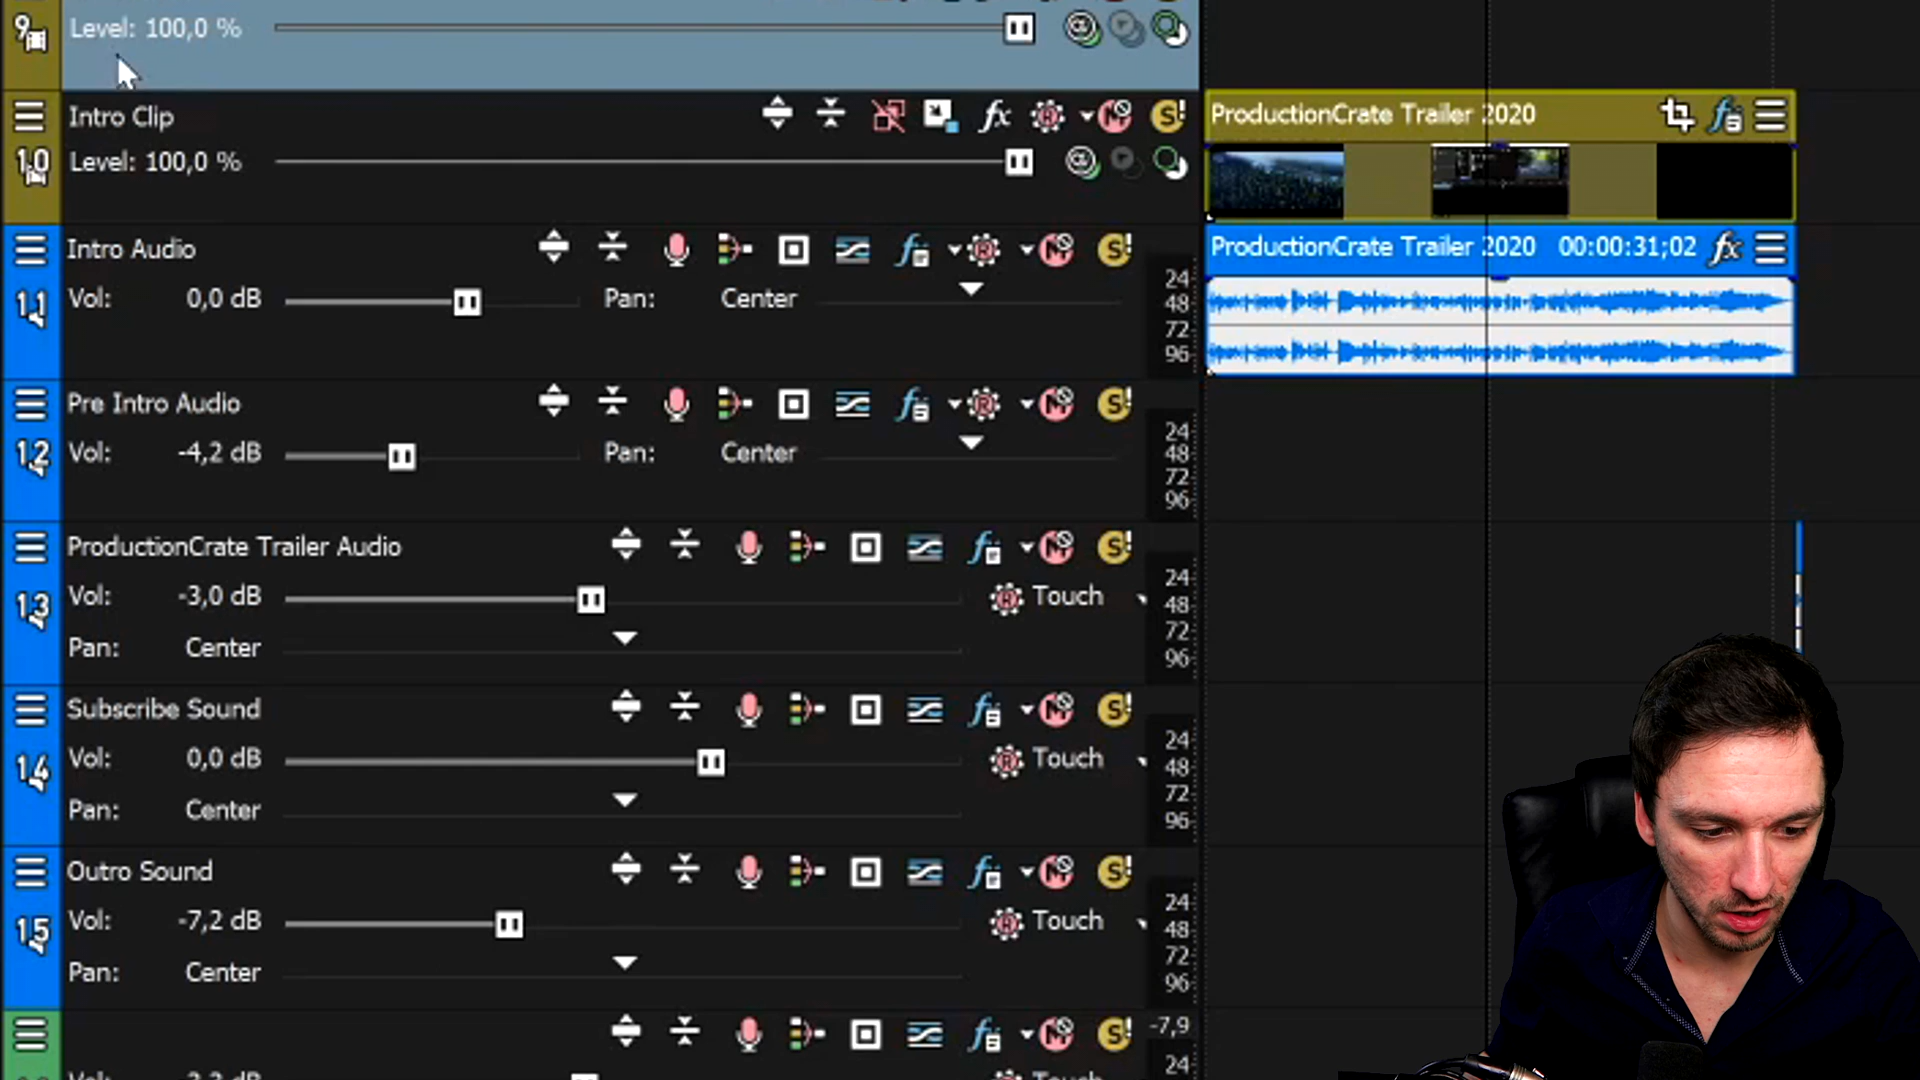 9
Level: 100,0 %
Intro Clip
10
Level: 100,0 %
ProductionCrate Trailer 2020
Intro Audio
11
Vol: 0,0 dB Pan: Center
24
48
72
96
ProductionCrate Trailer 2020 00:00:31;02
Pre Intro Audio
12
Vol: -4,2 dB Pan: Center
24
48
72
96
ProductionCrate Trailer Audio
13
Vol: -3,0 dB Touch
Pan: Center
24
48
72
96
Subscribe Sound
14
Vol: 0,0 dB Touch
Pan: Center
24
48
72
96
Outro Sound
15
Vol: -7,2 dB Touch
Pan: Center
24
48
72
96
-7,9
24